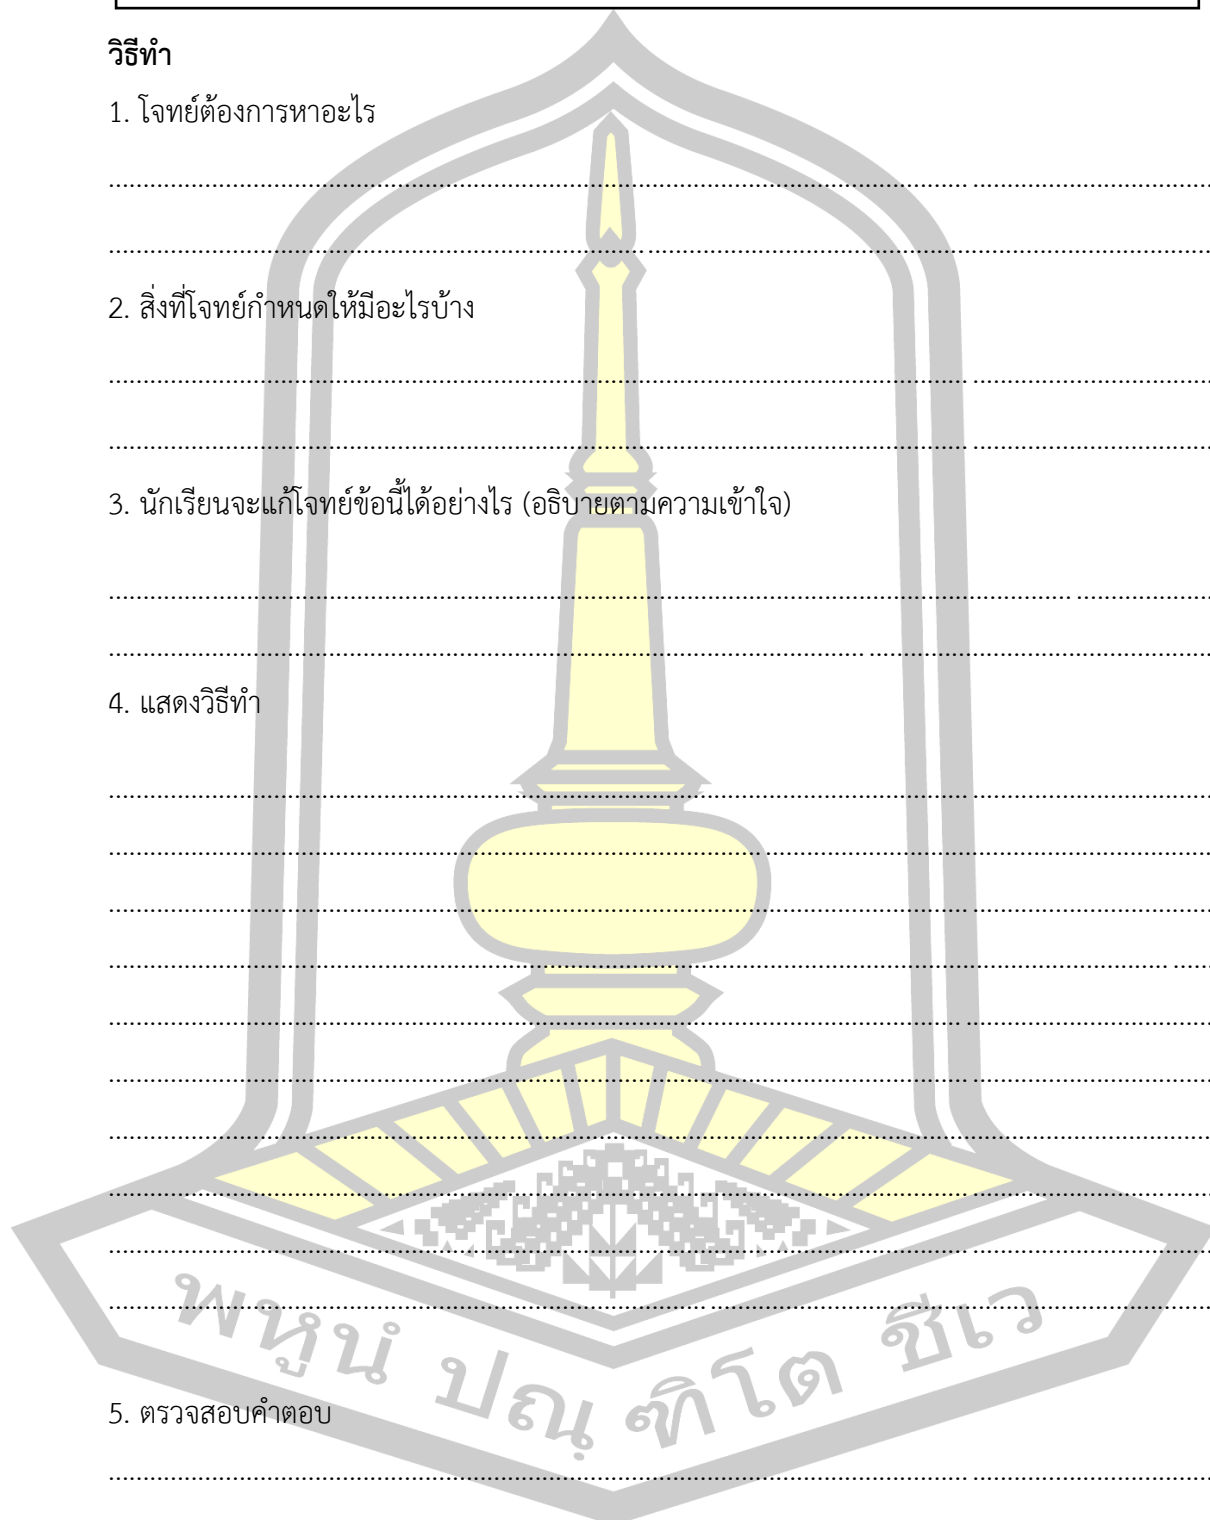 วิธีทำ
1. โจทย์ต้องการหาอะไร
2. สิ่งที่โจทย์กำหนดให้มีอะไรบ้าง
3. นักเรียนจะแก้โจทย์ข้อนี้ได้อย่างไร (อธิบายตามความเข้าใจ)
4. แสดงวิธีทำ
พหูนํ ปณฺฑิโต ชีเว
5. ตรวจสอบคำตอบ